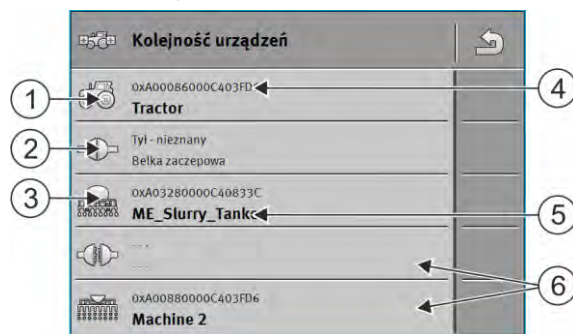 Kolejność urządzeń
0xA00086000C403FD
Tractor
Tył - nieznany
Belka zaczepowa
0xA03280000C40833C
ME_Slurry_Tank
- - -
- - -
0xA00880000C403FD6
Machine 2
1
2
3
4
5
6